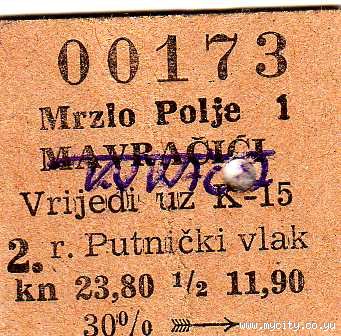 00173
Mrzlo Polje 1
MAVRAČIĆI
Vrijedi uz K-15
2. r. Putnički vlak
kn 23,80 1/2 11,90
30%
www.mycity.co.yu